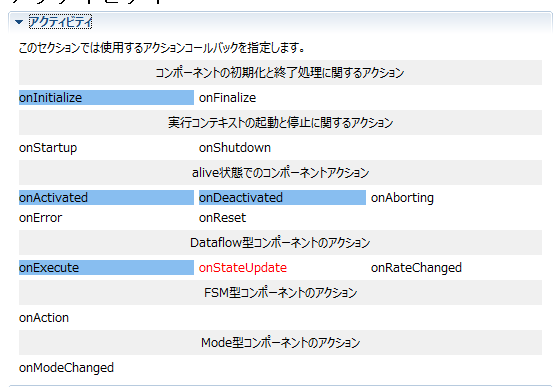 アクティビティ
このセクションでは使用するアクションコールバックを指定します。
コンポーネントの初期化と終了処理に関するアクション
onInitialize onFinalize
実行コンテキストの起動と停止に関するアクション
onStartup onShutdown
alive状態でのコンポーネントアクション
onActivated onDeactivated onAborting
onError onReset
Dataflow型コンポーネントのアクション
onExecute onStateUpdate onRateChanged
FSM型コンポーネントのアクション
onAction
Mode型コンポーネントのアクション
onModeChanged